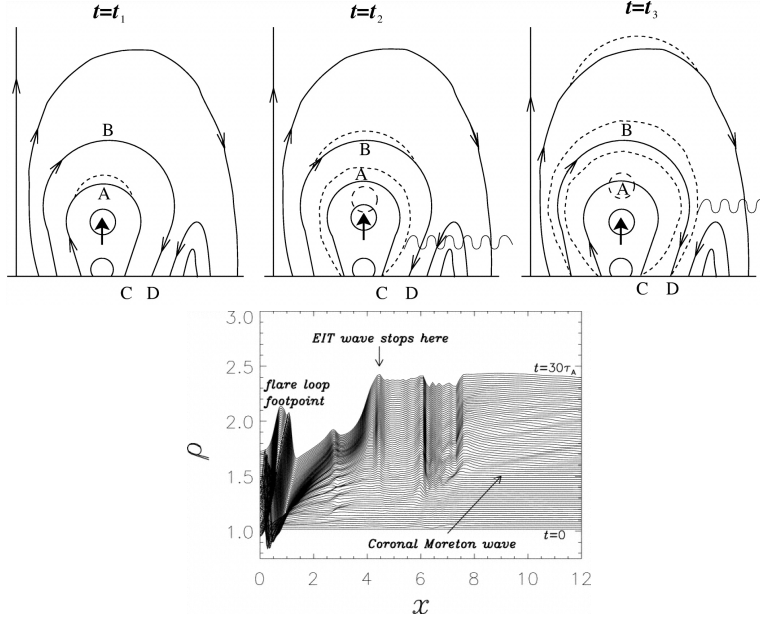 t=t₁
t=t₂
t=t₃
B
A
C D
B
A
C D
B
A
C D
3.0
2.5
2.0
1.5
1.0
ρ
EIT wave stops here
flare loop
footpoint
t=30τA
Coronal Moreton wave
t=0
0 2 4 6 8 10 12
x